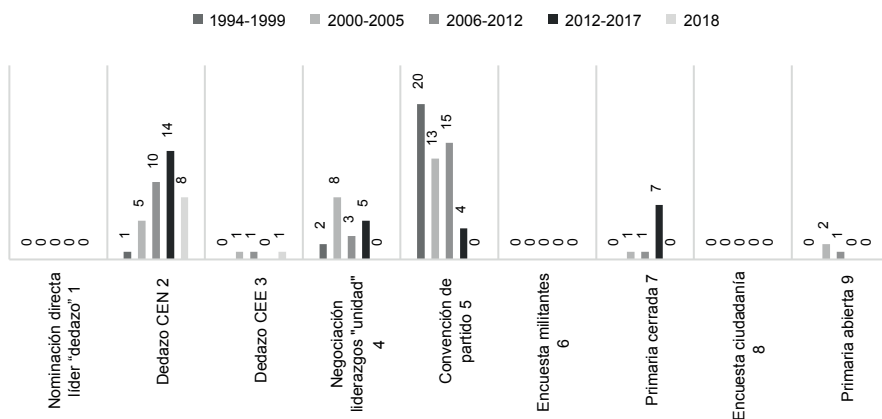 1994-1999 2000-2005 2006-2012 2012-2017 2018
0 0 0 0 0
1 5 10 14 8
0 1 1 0 1
2 8 3 5 0
20 13 15 4 0
0 0 0 0 0
0 1 1 7 0
0 0 0 0 0
0 2 1 0 0
Nominación directa
líder “dedazo” 1
Dedazo CEN 2
Dedazo CEE 3
Negociación
liderazgos "unidad"
4
Convención de
partido 5
Encuesta militantes
6
Primaria cerrada 7
Encuesta ciudadanía
8
Primaria abierta 9